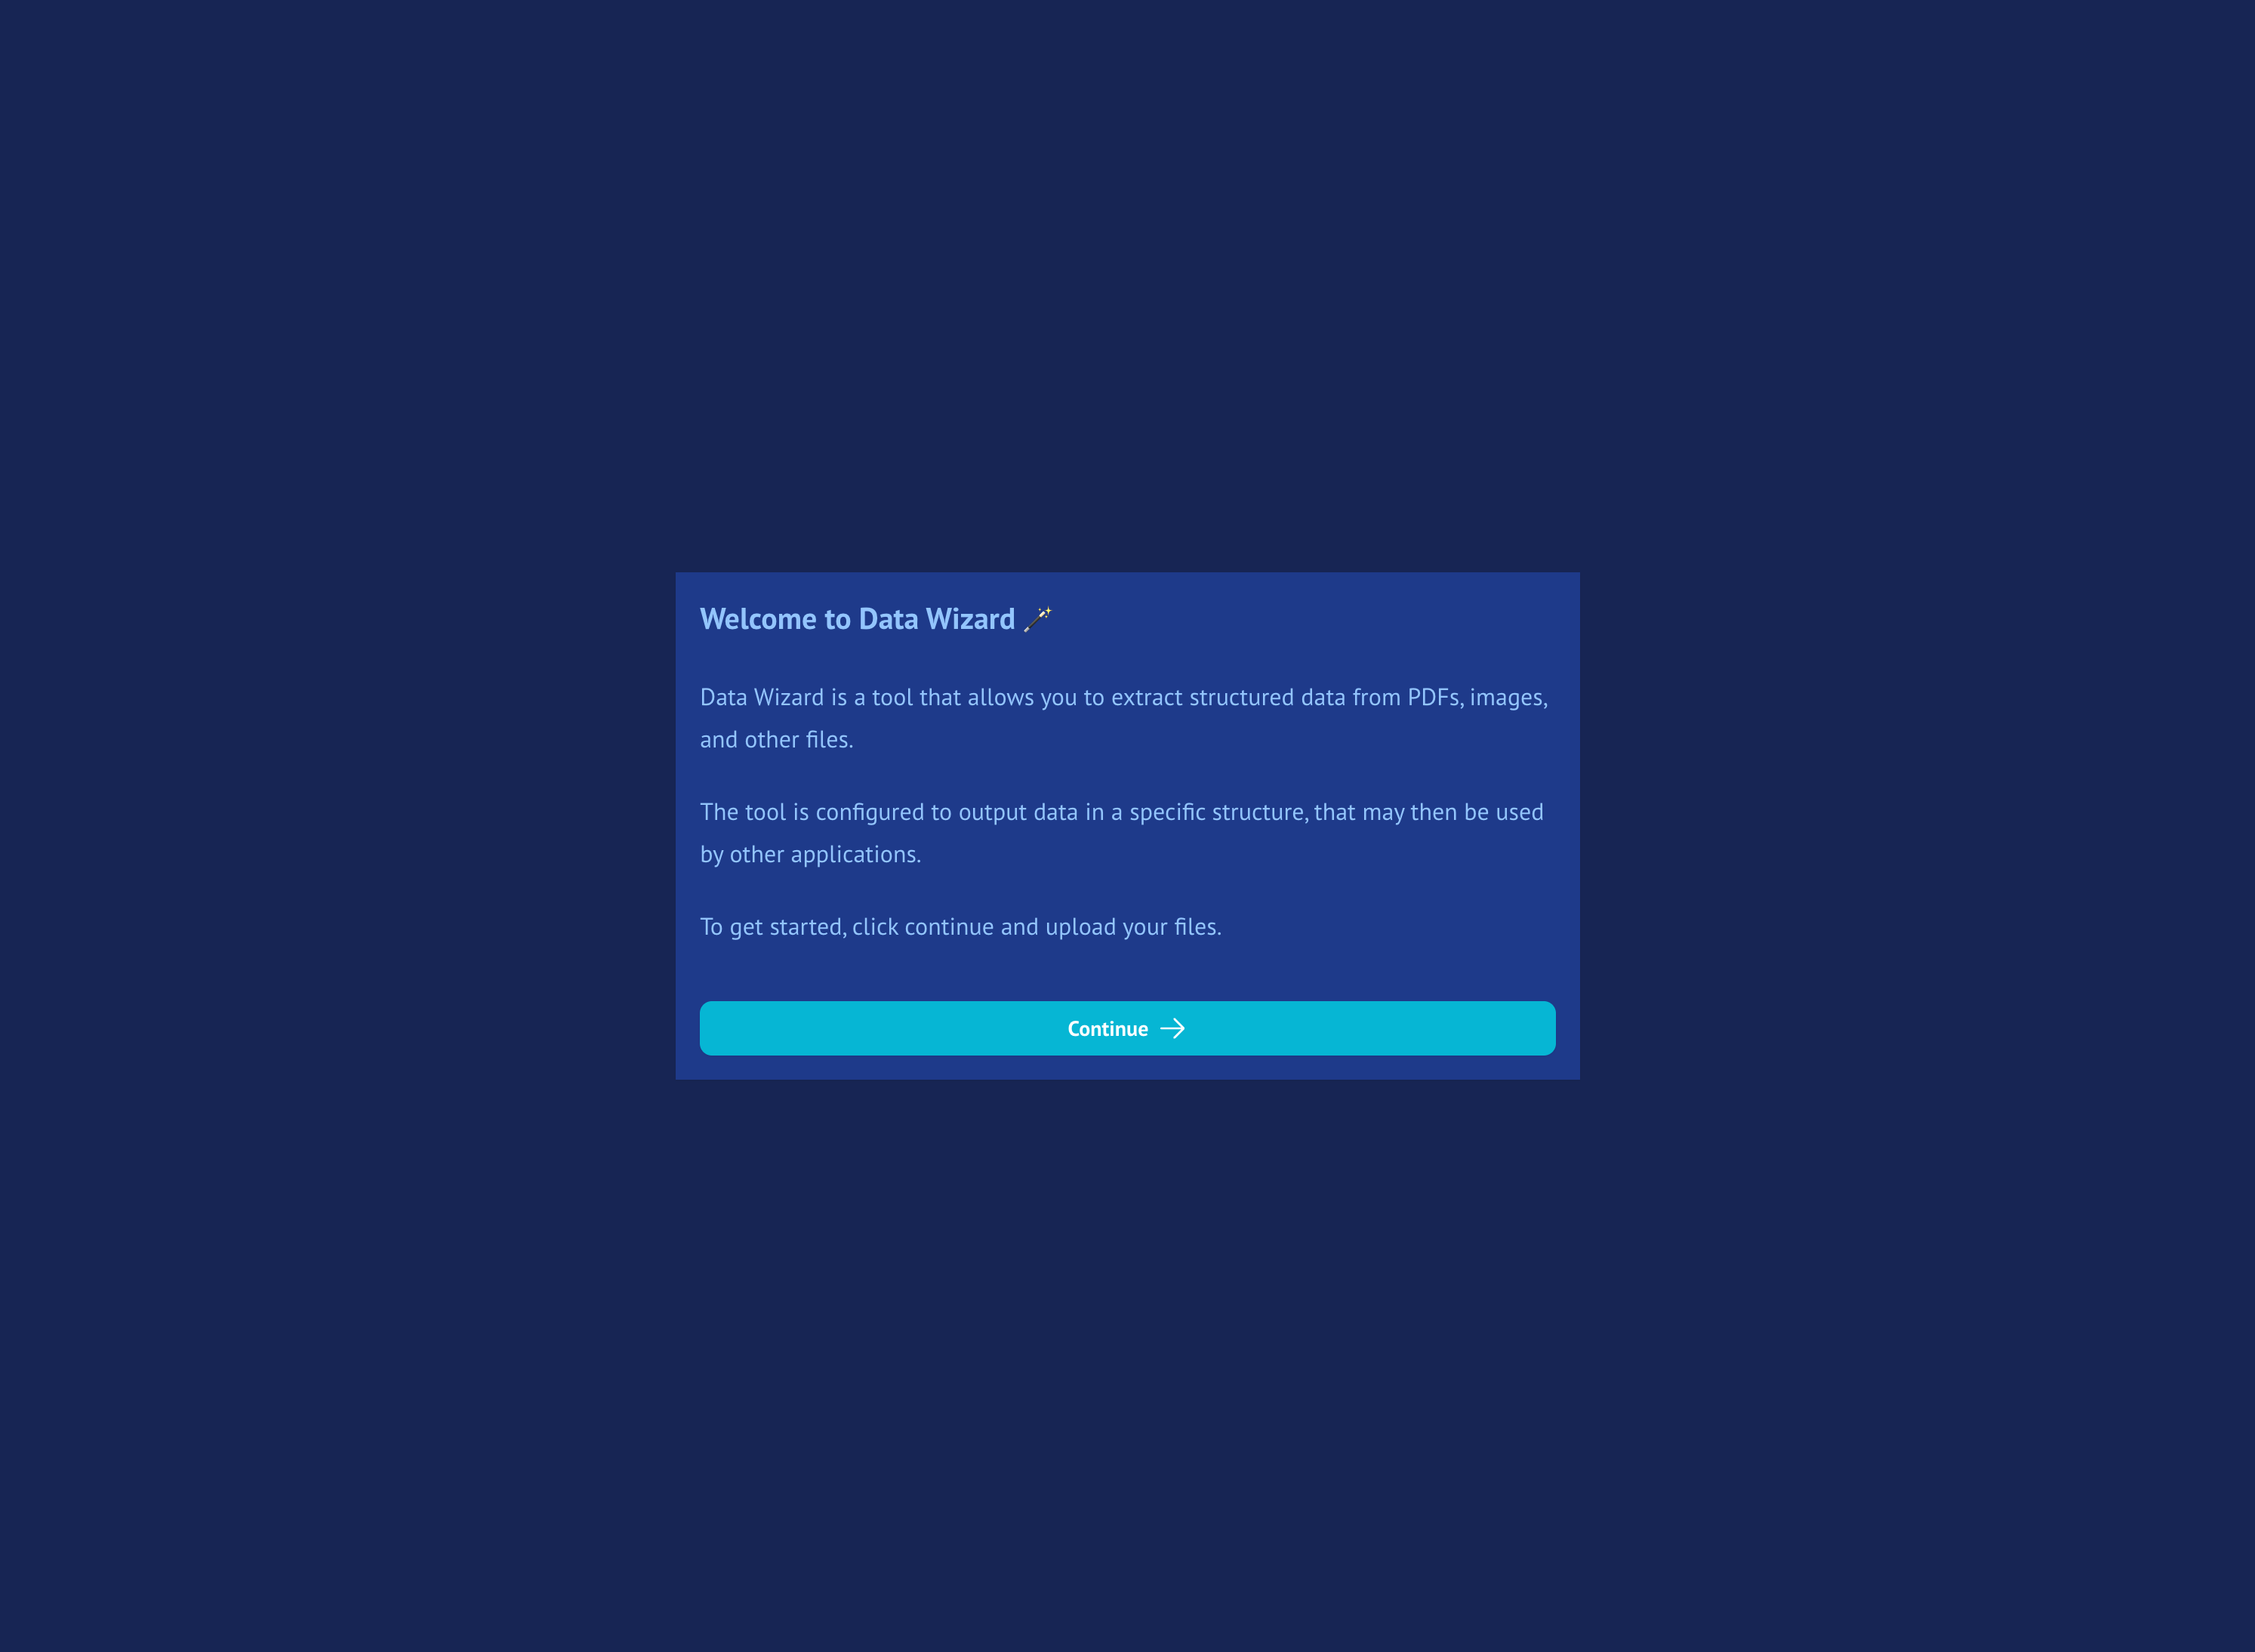 Welcome to Data Wizard 🪄
Data Wizard is a tool that allows you to extract structured data from PDFs, images,
and other files.
The tool is configured to output data in a specific structure, that may then be used
by other applications.
To get started, click continue and upload your files.
Continue →